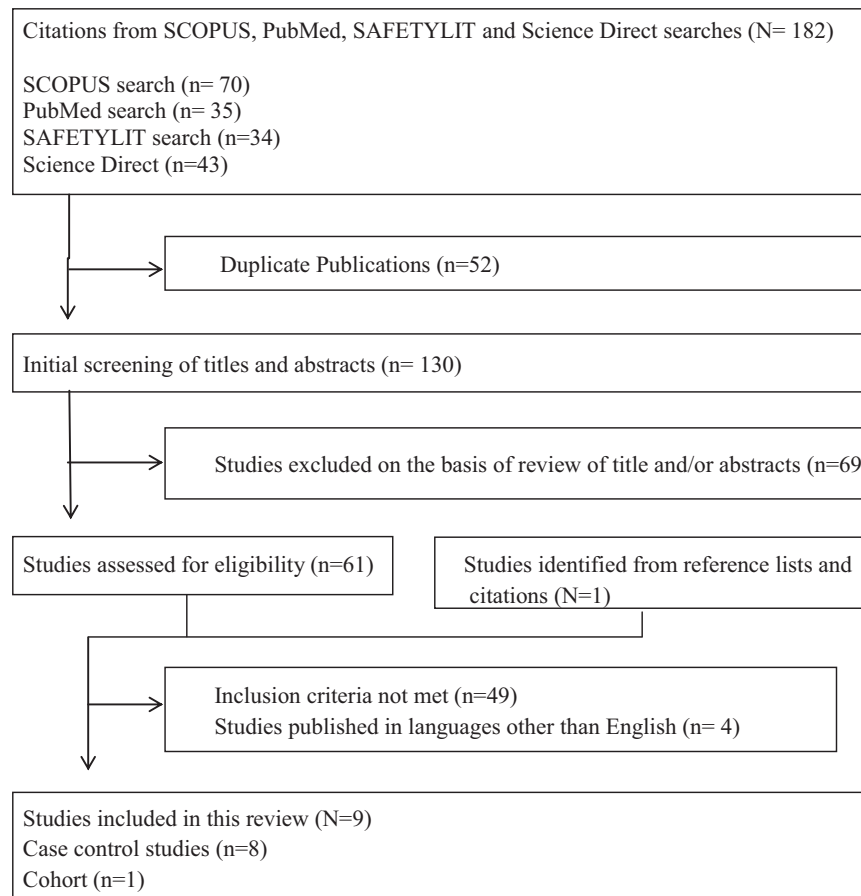 Citations from SCOPUS, PubMed, SAFETYLIT and Science Direct searches (N= 182)
SCOPUS search (n= 70)
PubMed search (n= 35)
SAFETYLIT search (n=34)
Science Direct (n=43)
Duplicate Publications (n=52)
Initial screening of titles and abstracts (n= 130)
Studies excluded on the basis of review of title and/or abstracts (n=69
Studies assessed for eligibility (n=61)
Studies identified from reference lists and
citations (N=1)
Inclusion criteria not met (n=49)
Studies published in languages other than English (n= 4)
Studies included in this review (N=9)
Case control studies (n=8)
Cohort (n=1)